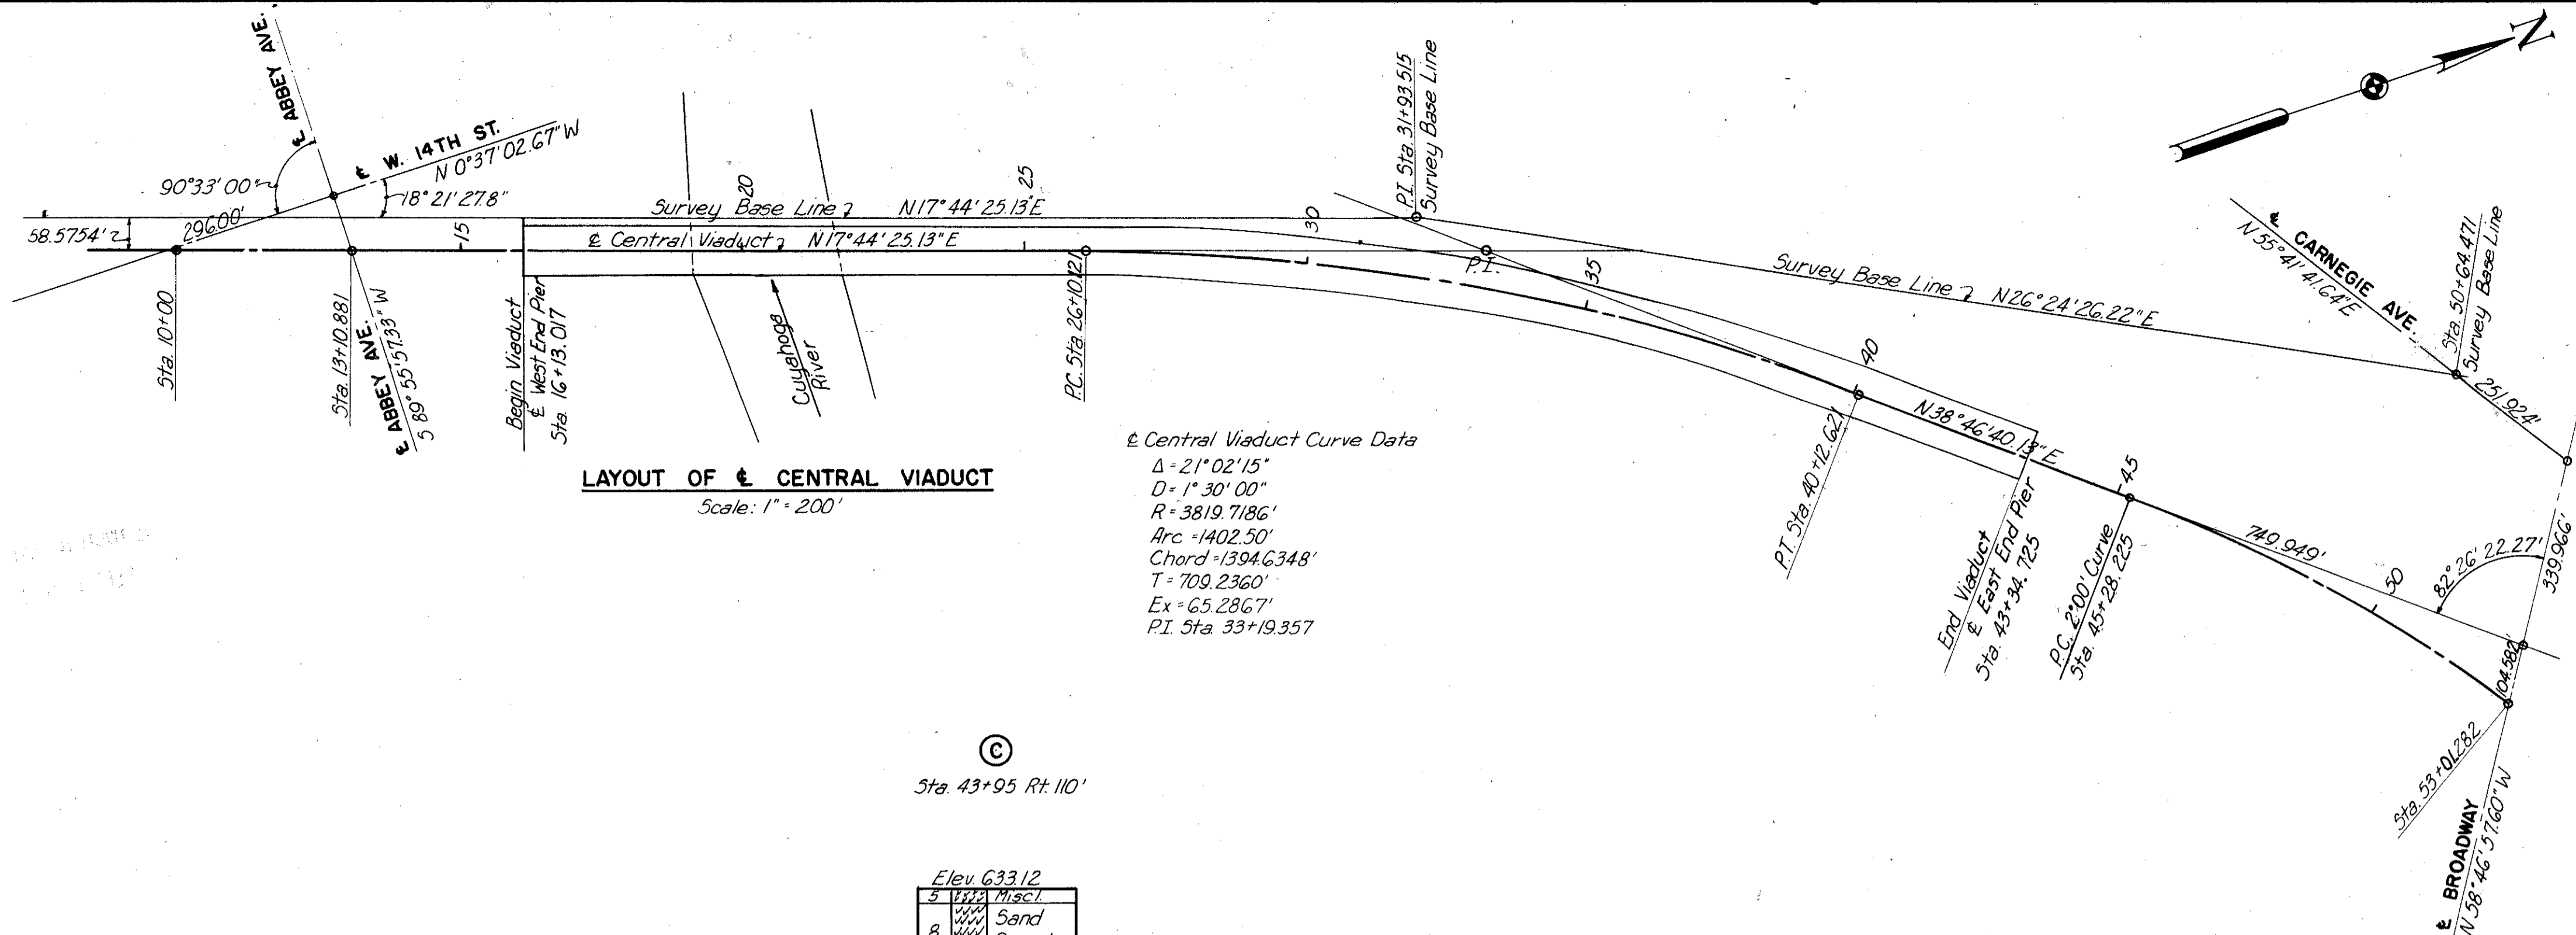 ℄ ABBEY AVE.
℄ W. 14TH ST.
N 0°37'02.67" W
90°33'00"
18°21'27.8"
58.5754'
296.00'
15
20
25
30
35
40
45
50
Survey Base Line N17°44'25.13"E
℄ Central Viaduct N17°44'25.13"E
Sta. 10+00
Sta. 13+10.881
℄ ABBEY AVE.
S 89°55'57.33" W
Begin Viaduct
℄ West End Pier
Sta. 16+13.017
Cuyahoga
River
P.C. Sta. 26+10.121
P.I. Sta. 31+93.515
Survey Base Line
P.I.
Survey Base Line N26°24'26.22"E
N
℄ CARNEGIE AVE.
N 55°41'41.64"E
Sta. 50+64.471
Survey Base Line
251.924'
339.966'
N38°46'40.13"E
P.T. Sta. 40+12.621
End Viaduct
℄ East End Pier
Sta. 43+34.725
P.C. 2°00' Curve
Sta. 45+28.225
749.949'
82°26'22.27'
104.582'
Sta. 53+01.282
℄ BROADWAY
N 58°46'57.60" W
LAYOUT OF ℄ CENTRAL VIADUCT
Scale: 1" = 200'
℄ Central Viaduct Curve Data
Δ = 21°02'15"
D = 1°30'00"
R = 3819.7186'
Arc = 1402.50'
Chord = 1394.6348'
T = 709.2360'
Ex = 65.2867'
P.I. Sta. 33+19.357
C
Sta. 43+95 Rt. 110'
Elev. 633.12
5 Miscl.
Sand
8